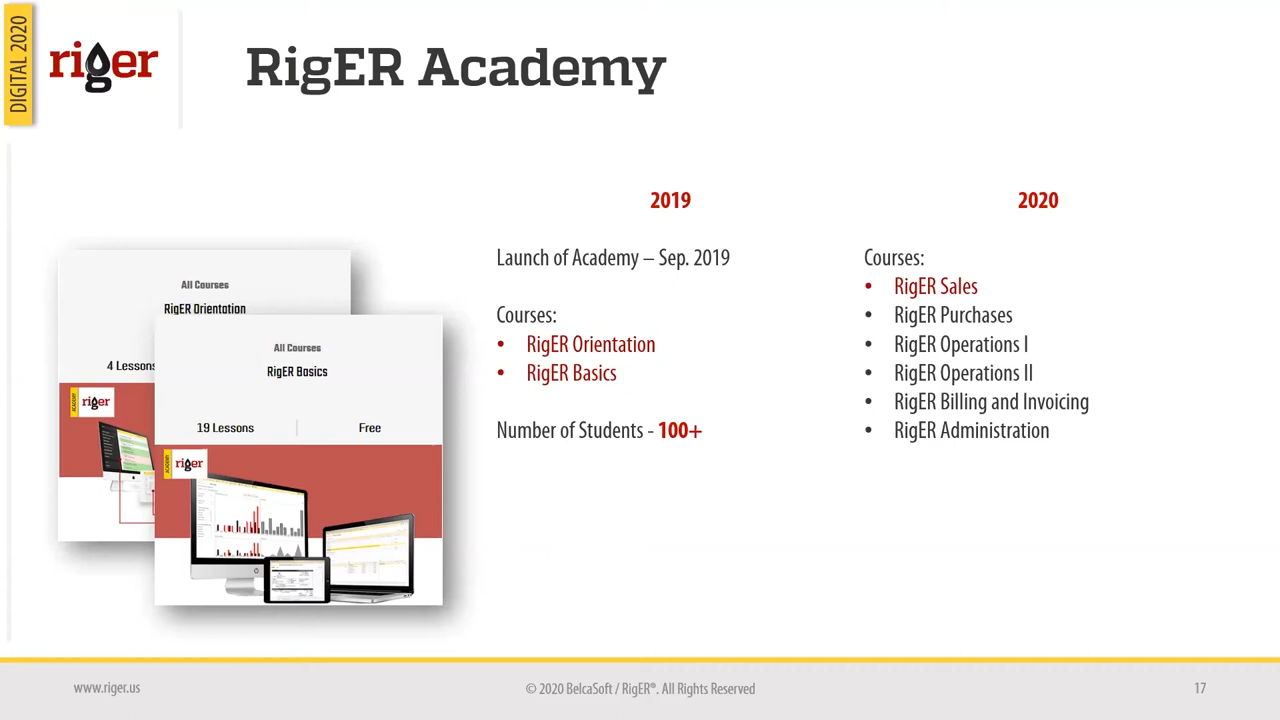 DIGITAL 2020
riger
RigER Academy
All Courses
RigER Orientation
4 Lessons
ACADEMY
riger
All Courses
RigER Basics
19 Lessons
Free
ACADEMY
riger
2019
Launch of Academy – Sep. 2019
Courses:
• RigER Orientation
• RigER Basics
Number of Students - 100+
2020
Courses:
• RigER Sales
• RigER Purchases
• RigER Operations I
• RigER Operations II
• RigER Billing and Invoicing
• RigER Administration
www.riger.us
© 2020 BelcaSoft / RigER®. All Rights Reserved
17